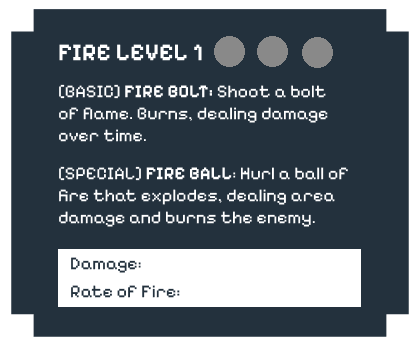 FIRE LEVEL 1
(BASIC) FIRE BOLT: Shoot a bolt
of flame. Burns, dealing damage
over time.
(SPECIAL) FIRE BALL: Hurl a ball of
fire that explodes, dealing area
damage and burns the enemy.
Damage:
Rate of Fire: